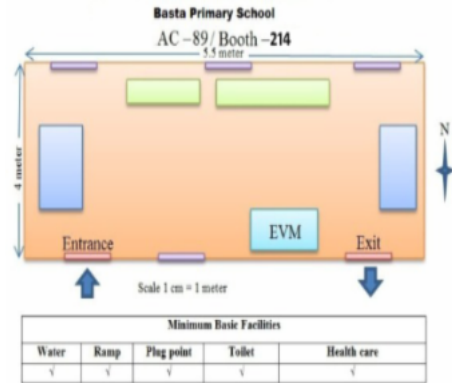 Basta Primary School
AC –89/ Booth –214
5.5 meter
4 meter
N
EVM
Entrance
Exit
Scale 1 cm = 1 meter
Minimum Basic Facilities
Water Ramp Plug point Toilet Health care
√ √ √ √ √